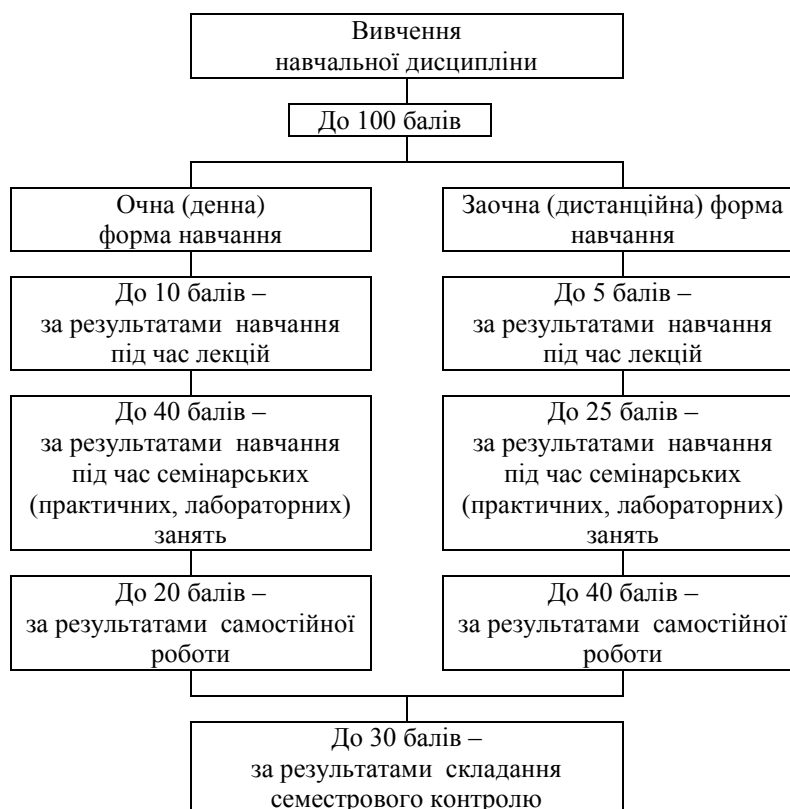 Вивчення
навчальної дисципліни
До 100 балів
Очна (денна)
форма навчання
До 10 балів –
за результатами навчання
під час лекцій
До 40 балів –
за результатами навчання
під час семінарських
(практичних, лабораторних)
занять
До 20 балів –
за результатами самостійної
роботи
Заочна (дистанційна) форма
навчання
До 5 балів –
за результатами навчання
під час лекцій
До 25 балів –
за результатами навчання
під час семінарських
(практичних, лабораторних)
занять
До 40 балів –
за результатами самостійної
роботи
До 30 балів –
за результатами складання
семестрового контролю